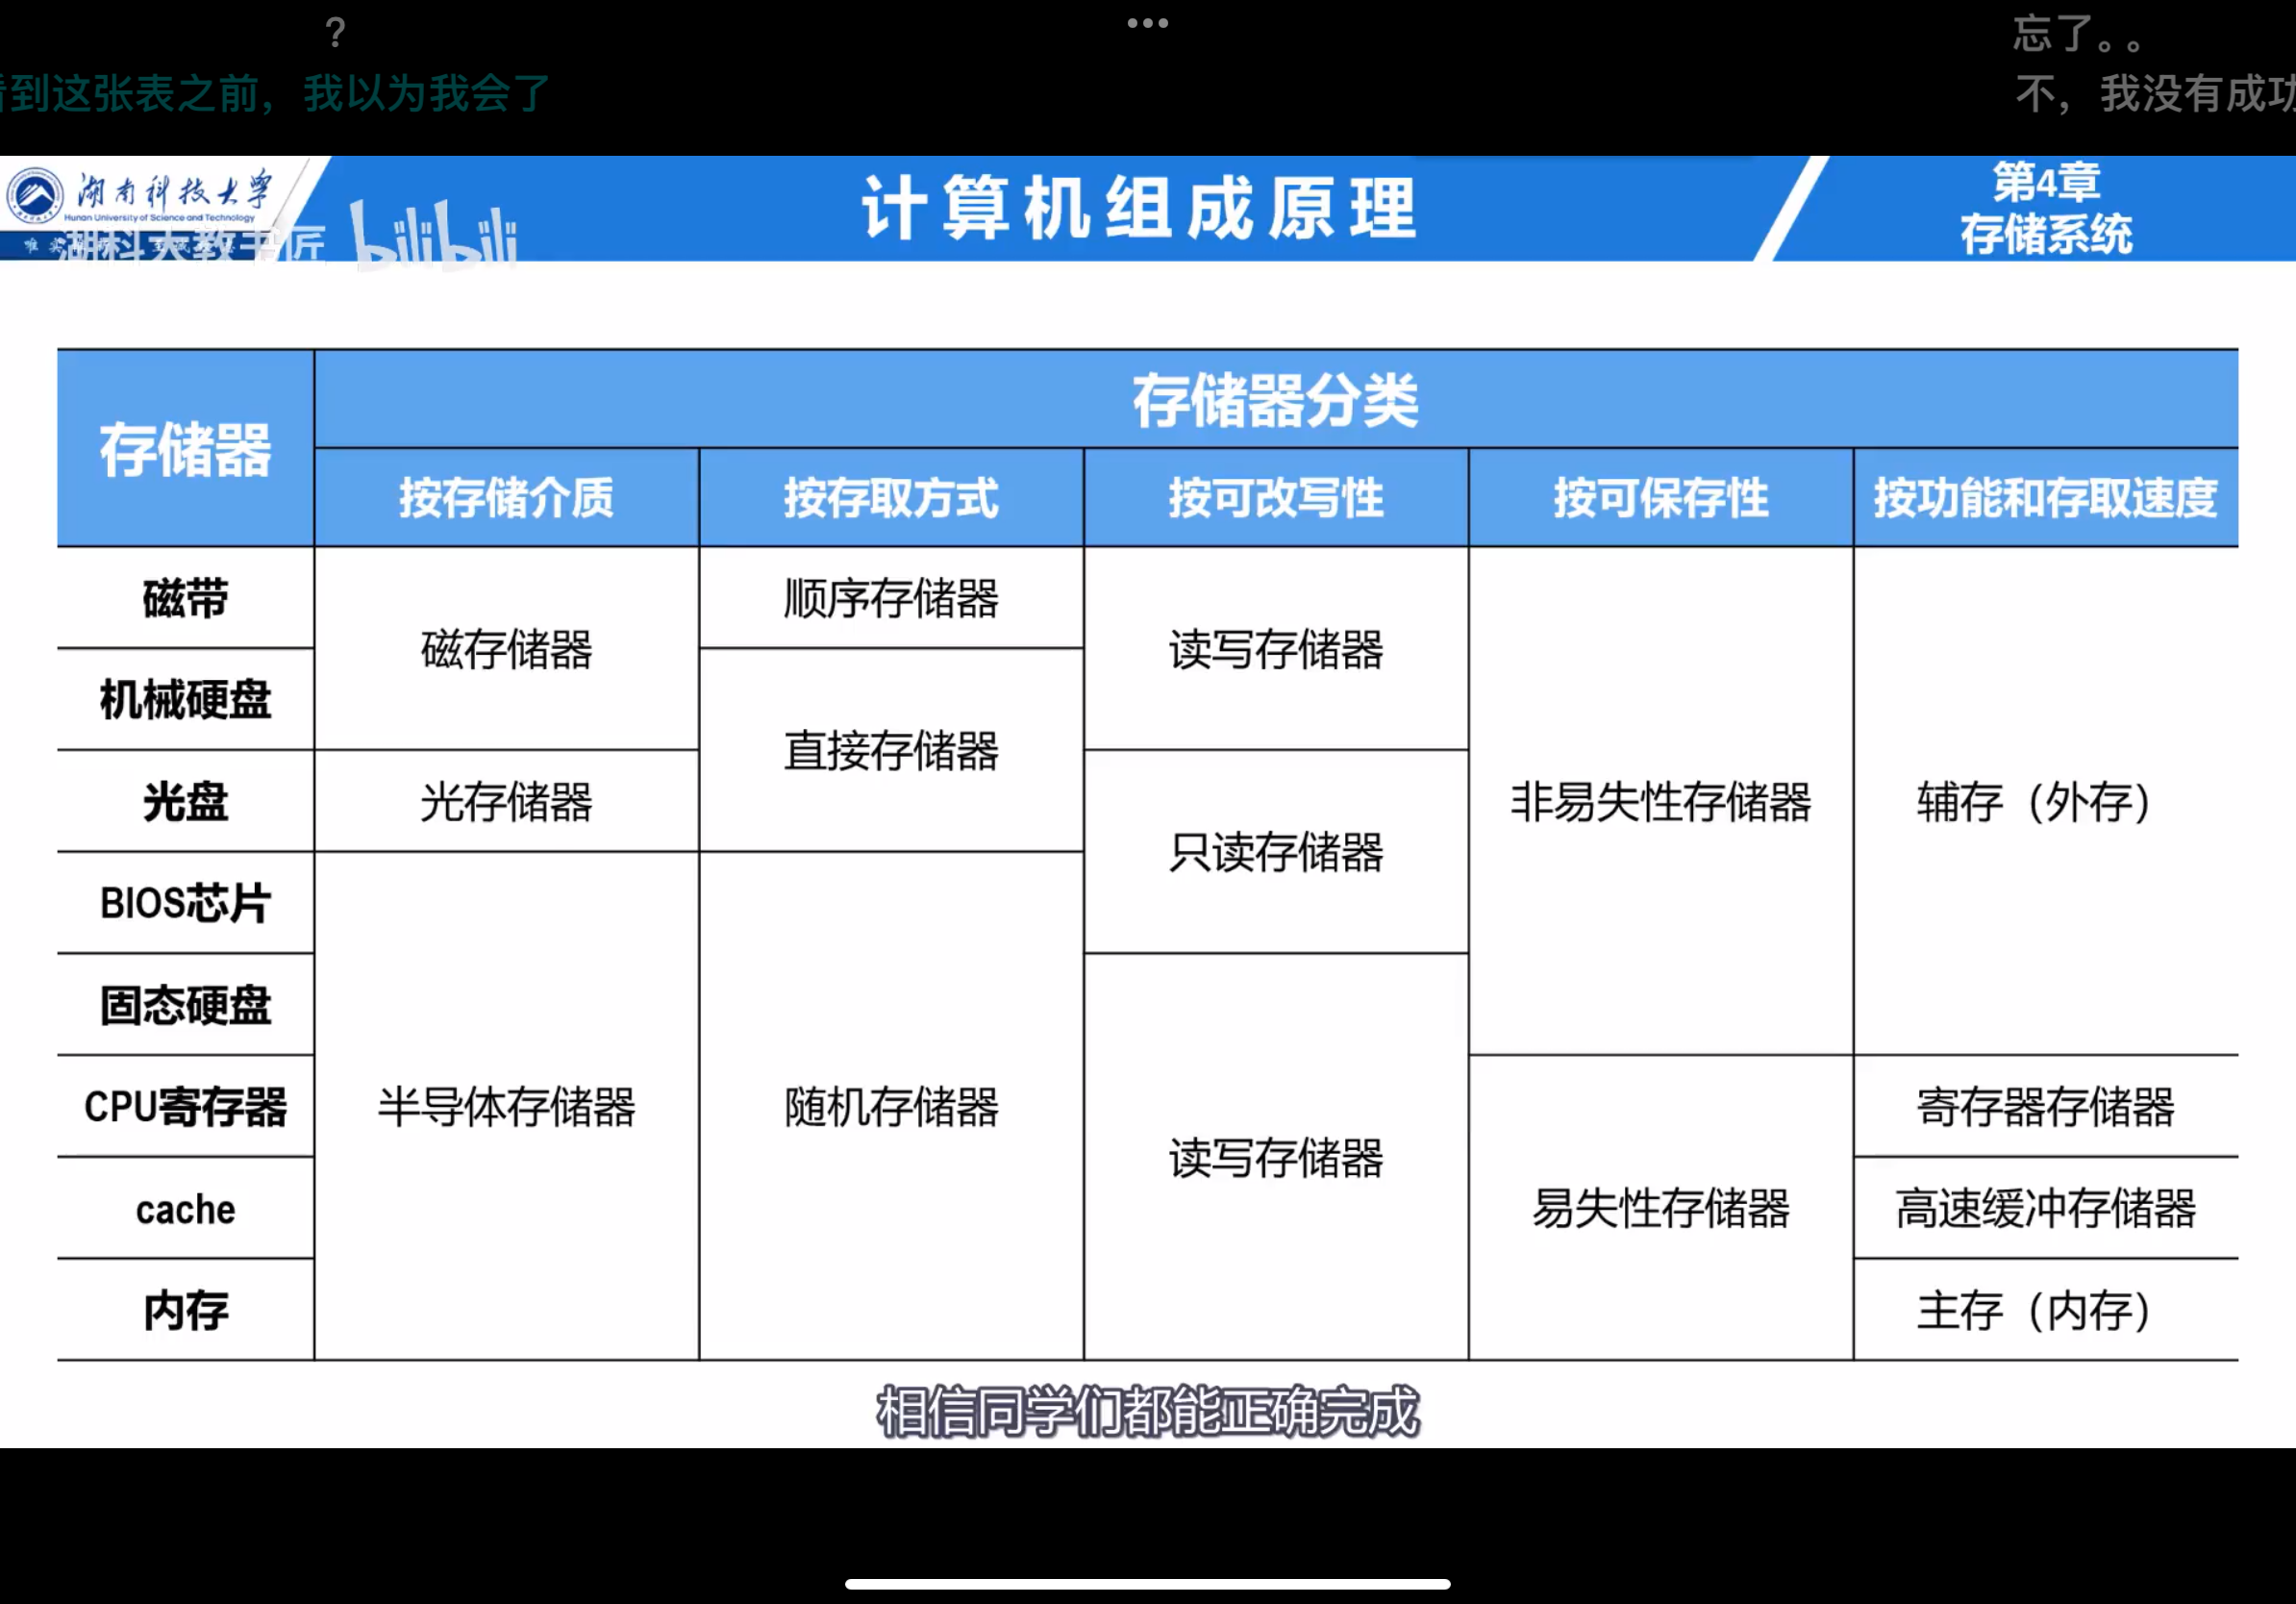 ?
忘了。。
到这张表之前，我以为我会了
不，我没有成功
湖南科技大学
Hunan University of Science and Technology
湖科大教书匠
bilibili
计算机组成原理
第4章
存储系统
存储器
存储器分类
按存储介质
按存取方式
按可改写性
按可保存性
按功能和存取速度
磁带
磁存储器
顺序存储器
读写存储器
非易失性存储器
辅存（外存）
机械硬盘
直接存储器
光盘
光存储器
只读存储器
BIOS芯片
半导体存储器
随机存储器
固态硬盘
读写存储器
CPU寄存器
易失性存储器
寄存器存储器
cache
高速缓冲存储器
内存
主存（内存）
相信同学们都能正确完成